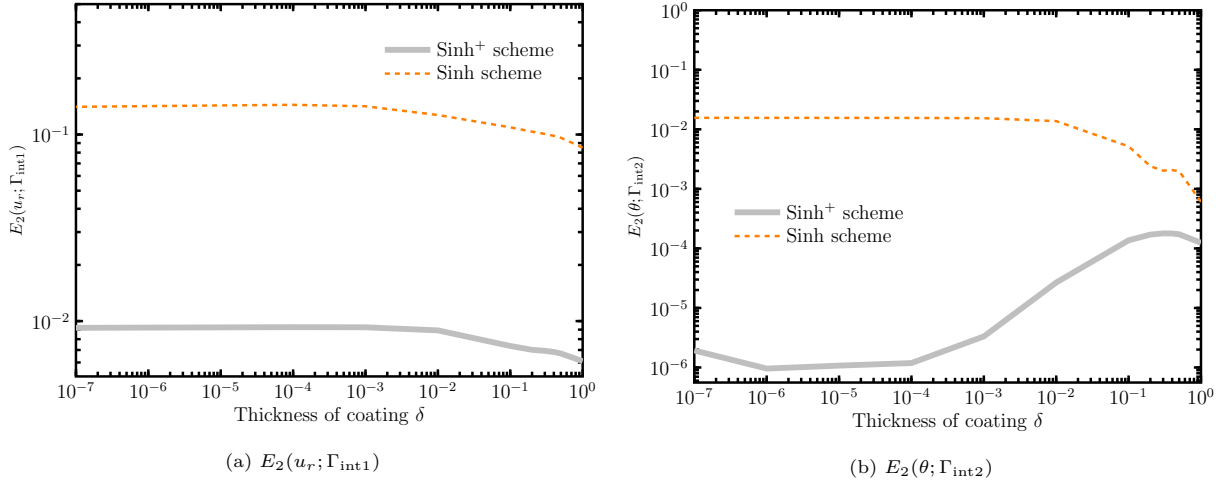 10⁻¹
10⁻²
E₂(uᵣ; Γ_int1)
Sinh⁺ scheme
Sinh scheme
10⁻⁷ 10⁻⁶ 10⁻⁵ 10⁻⁴ 10⁻³ 10⁻² 10⁻¹ 10⁰
Thickness of coating δ
(a) E₂(uᵣ; Γ_int1)
10⁰
10⁻¹
10⁻²
10⁻³
10⁻⁴
10⁻⁵
10⁻⁶
E₂(θ; Γ_int2)
Sinh⁺ scheme
Sinh scheme
10⁻⁷ 10⁻⁶ 10⁻⁵ 10⁻⁴ 10⁻³ 10⁻² 10⁻¹ 10⁰
Thickness of coating δ
(b) E₂(θ; Γ_int2)